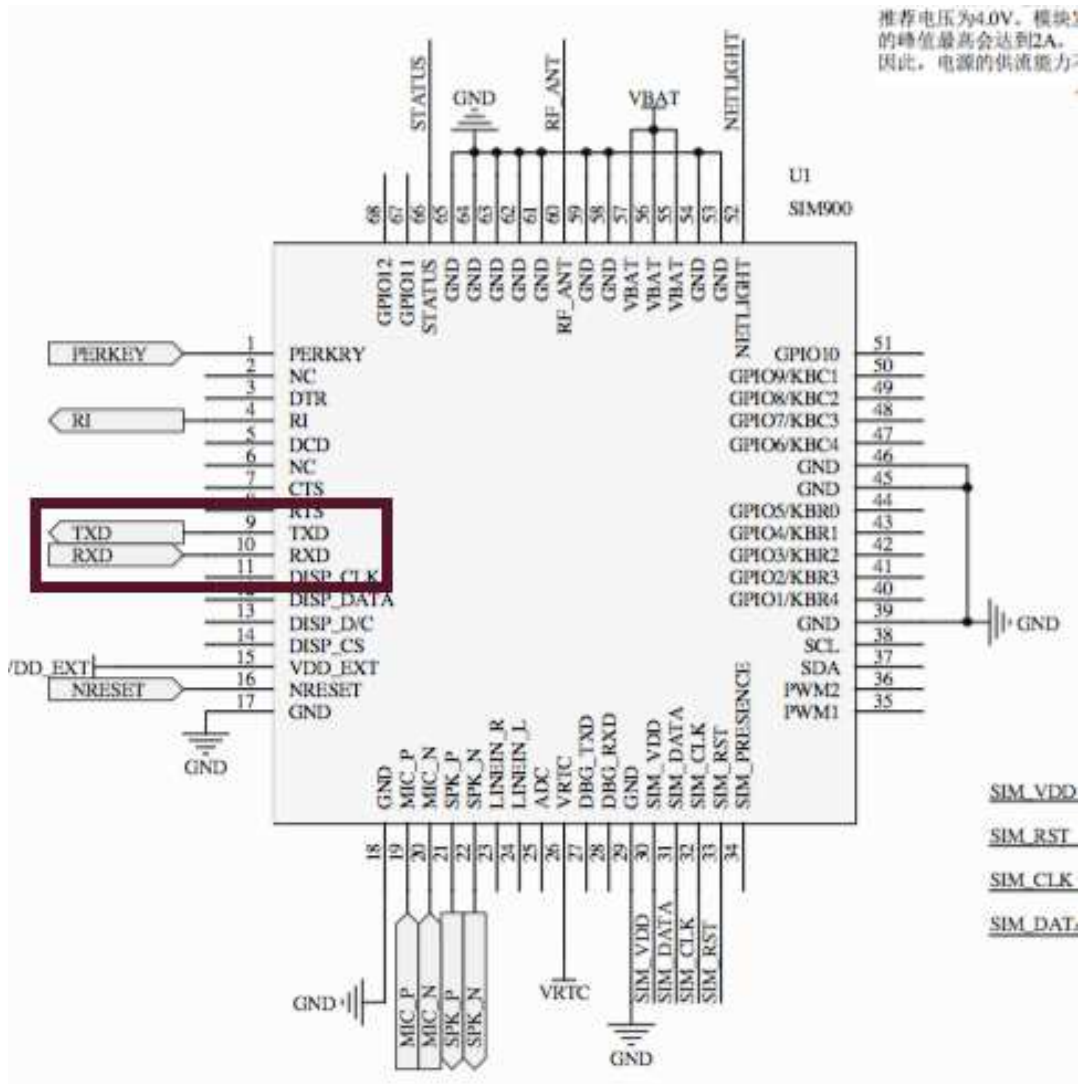 推荐电压为4.0V。模块
的峰值最高会达到2A。
因此，电源的供流能力
STATUS
GND
RF_ANT
VBAT
NETLIGHT
U1
SIM900
68
67
66
65
64
63
62
61
60
59
58
57
56
55
54
53
52
GPIO12
GPIO11
STATUS
GND
GND
GND
GND
GND
RF_ANT
GND
GND
VBAT
VBAT
VBAT
GND
GND
NETLIGHT
PERKEY
1
PERKRY
2
NC
3
DTR
RI
4
RI
5
DCD
6
NC
7
CTS
RTS
TXD
9
TXD
RXD
10
RXD
11
DISP_CLK
DISP_DATA
13
DISP_D/C
14
DISP_CS
VDD_EXT
15
VDD_EXT
NRESET
16
NRESET
17
GND
GND
GPIO10
51
GPIO9/KBC1
50
GPIO8/KBC2
49
GPIO7/KBC3
48
GPIO6/KBC4
47
GND
46
GND
45
GPIO5/KBR0
44
GPIO4/KBR1
43
GPIO3/KBR2
42
GPIO2/KBR3
41
GPIO1/KBR4
40
GND
39
GND
SCL
38
SDA
37
PWM2
36
PWM1
35
GND
MIC_P
MIC_N
SPK_P
SPK_N
LINEIN_R
LINEIN_L
ADC
VRTC
DBG_TXD
DBG_RXD
GND
SIM_VDD
SIM_DATA
SIM_CLK
SIM_RST
SIM_PRESENCE
18
19
20
21
22
23
24
25
26
27
28
29
30
31
32
33
34
GND
MIC_P
MIC_N
SPK_P
SPK_N
VRTC
GND
SIM_VDD
SIM_DATA
SIM_CLK
SIM_RST
SIM_VDD
SIM_RST
SIM_CLK
SIM_DATA